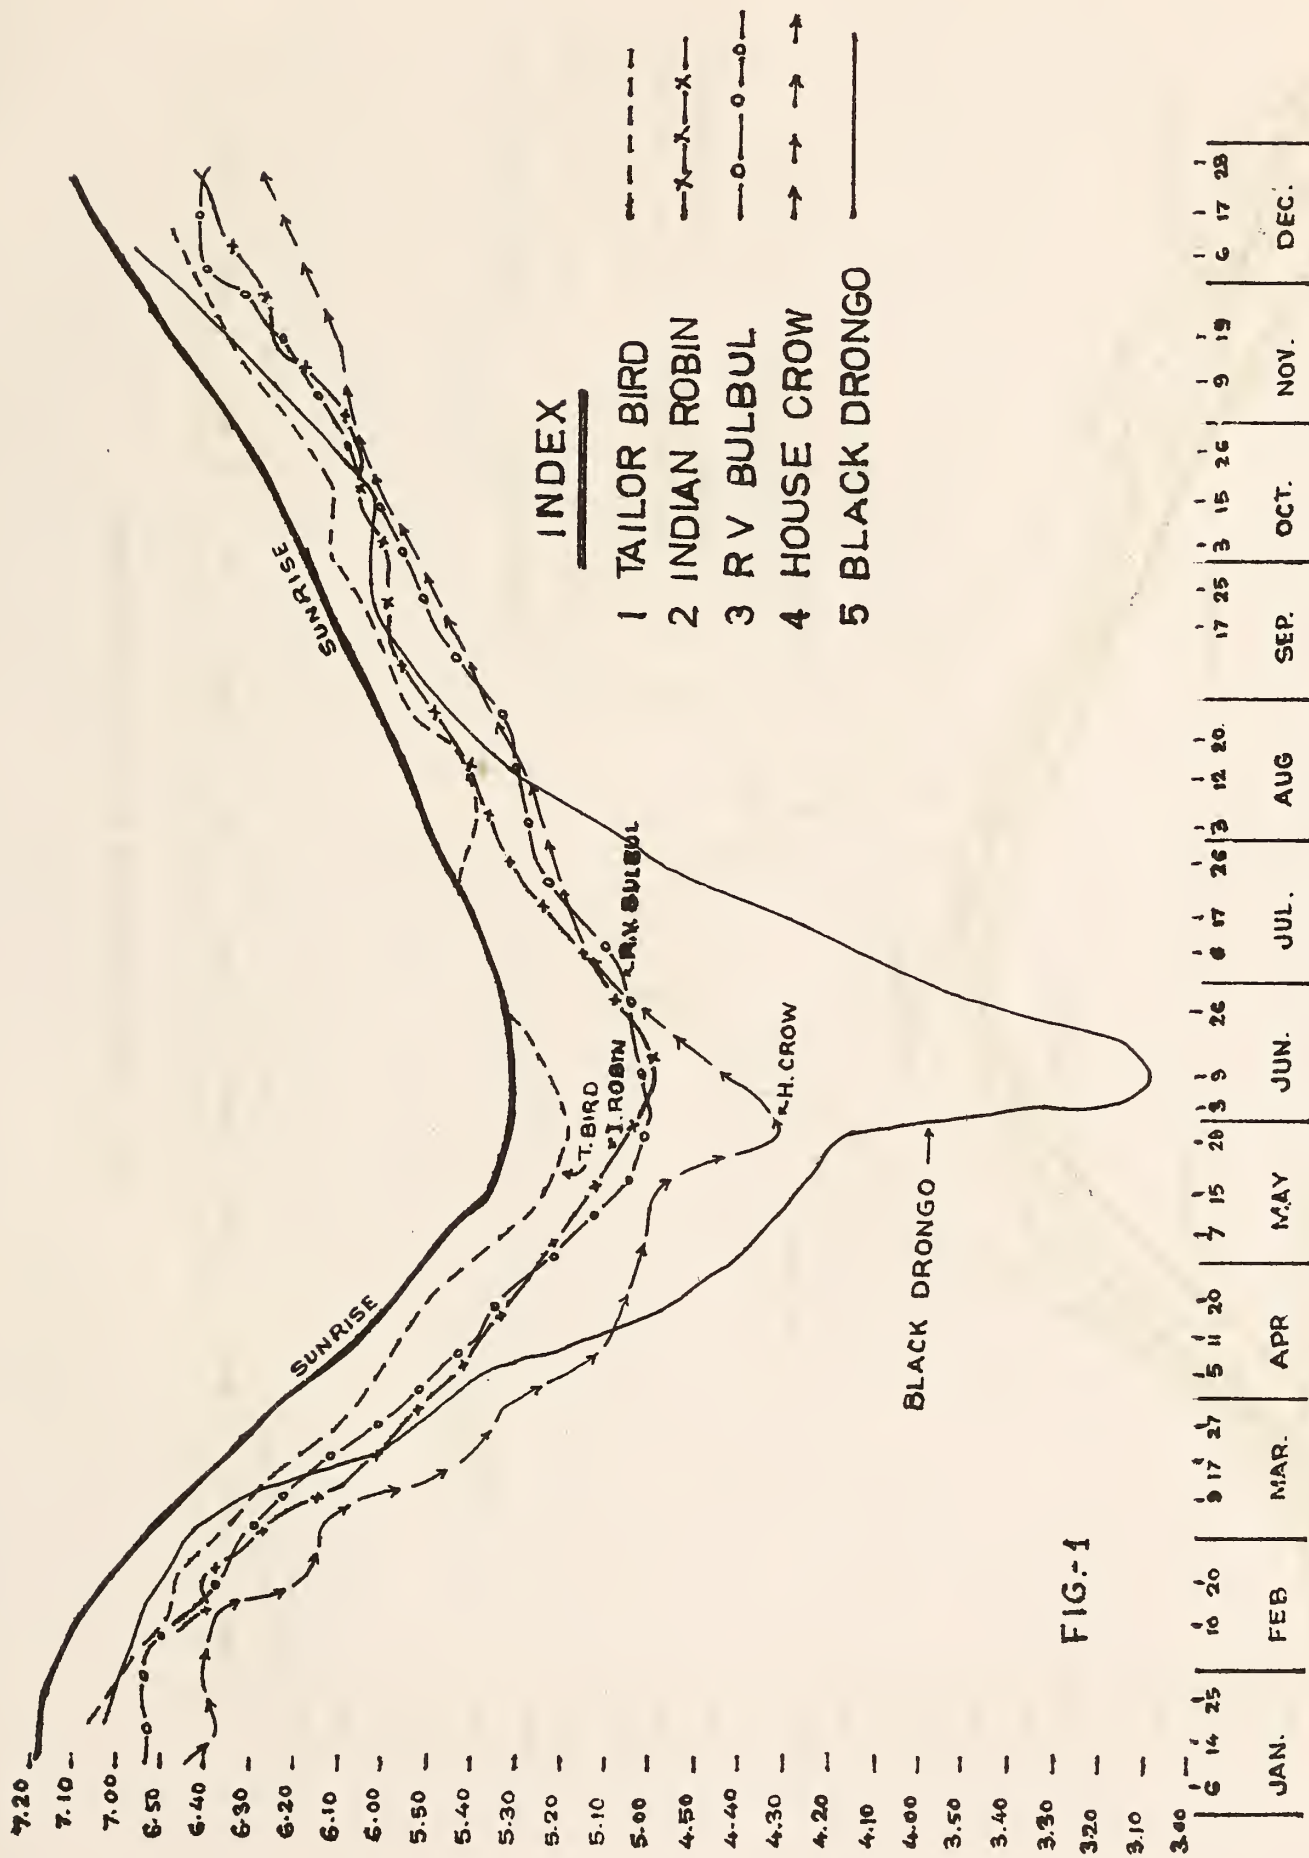 7.20
7.10
7.00
6.50
6.40
6.30
6.20
6.10
6.00
5.50
5.40
5.30
5.20
5.10
5.00
4.50
4.40
4.30
4.20
4.10
4.00
3.50
3.40
3.30
3.20
3.10
3.00
SUNRISE
SUNRISE
T. BIRD
I. ROBIN
R.V. BULBUL
H. CROW
BLACK DRONGO
INDEX
1 TAILOR BIRD
2 INDIAN ROBIN
3 R V BULBUL
4 HOUSE CROW
5 BLACK DRONGO
FIG.-1
6 14 25 10 20 9 17 27 5 11 20 7 15 28 3 9 26 6 17 26 3 12 20 17 25 3 15 26 9 19 6 17 28
JAN. FEB MAR. APR MAY JUN. JUL. AUG SEP. OCT. NOV. DEC.